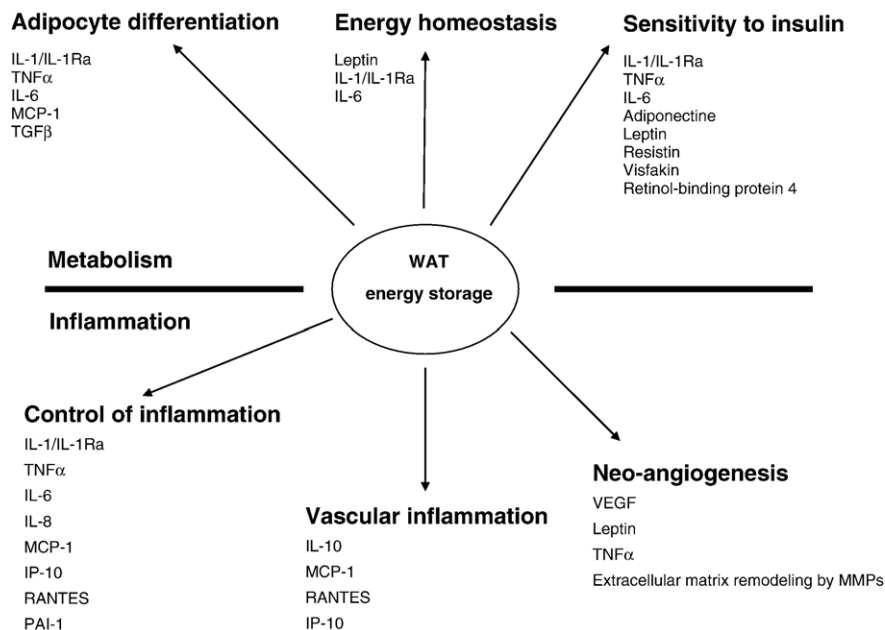 Adipocyte differentiation
IL-1/IL-1Ra
TNFα
IL-6
MCP-1
TGFβ
Energy homeostasis
Leptin
IL-1/IL-1Ra
IL-6
Sensitivity to insulin
IL-1/IL-1Ra
TNFα
IL-6
Adiponectine
Leptin
Resistin
Visfakin
Retinol-binding protein 4
Metabolism
WAT
energy storage
Inflammation
Control of inflammation
IL-1/IL-1Ra
TNFα
IL-6
IL-8
MCP-1
IP-10
RANTES
PAI-1
Vascular inflammation
IL-10
MCP-1
RANTES
IP-10
Neo-angiogenesis
VEGF
Leptin
TNFα
Extracellular matrix remodeling by MMPs